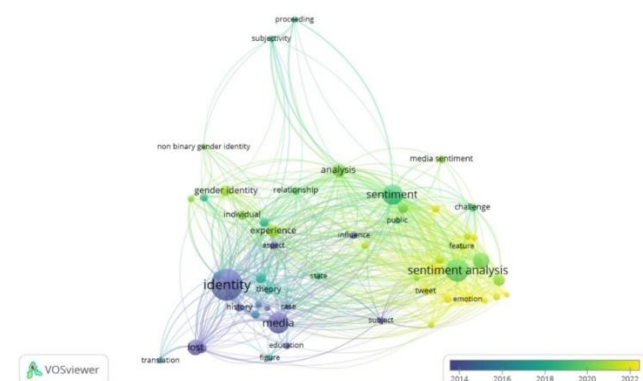 proceeding
subjectivity
non binary gender identity
media sentiment
analysis
gender identity
relationship
sentiment
individual
challenge
public
experience
influence
aspect
feature
sentiment analysis
state
identity
theory
tweet
emotion
history
case
media
subject
lost
education
translation
figure
VOSviewer
2014 2016 2018 2020 2022